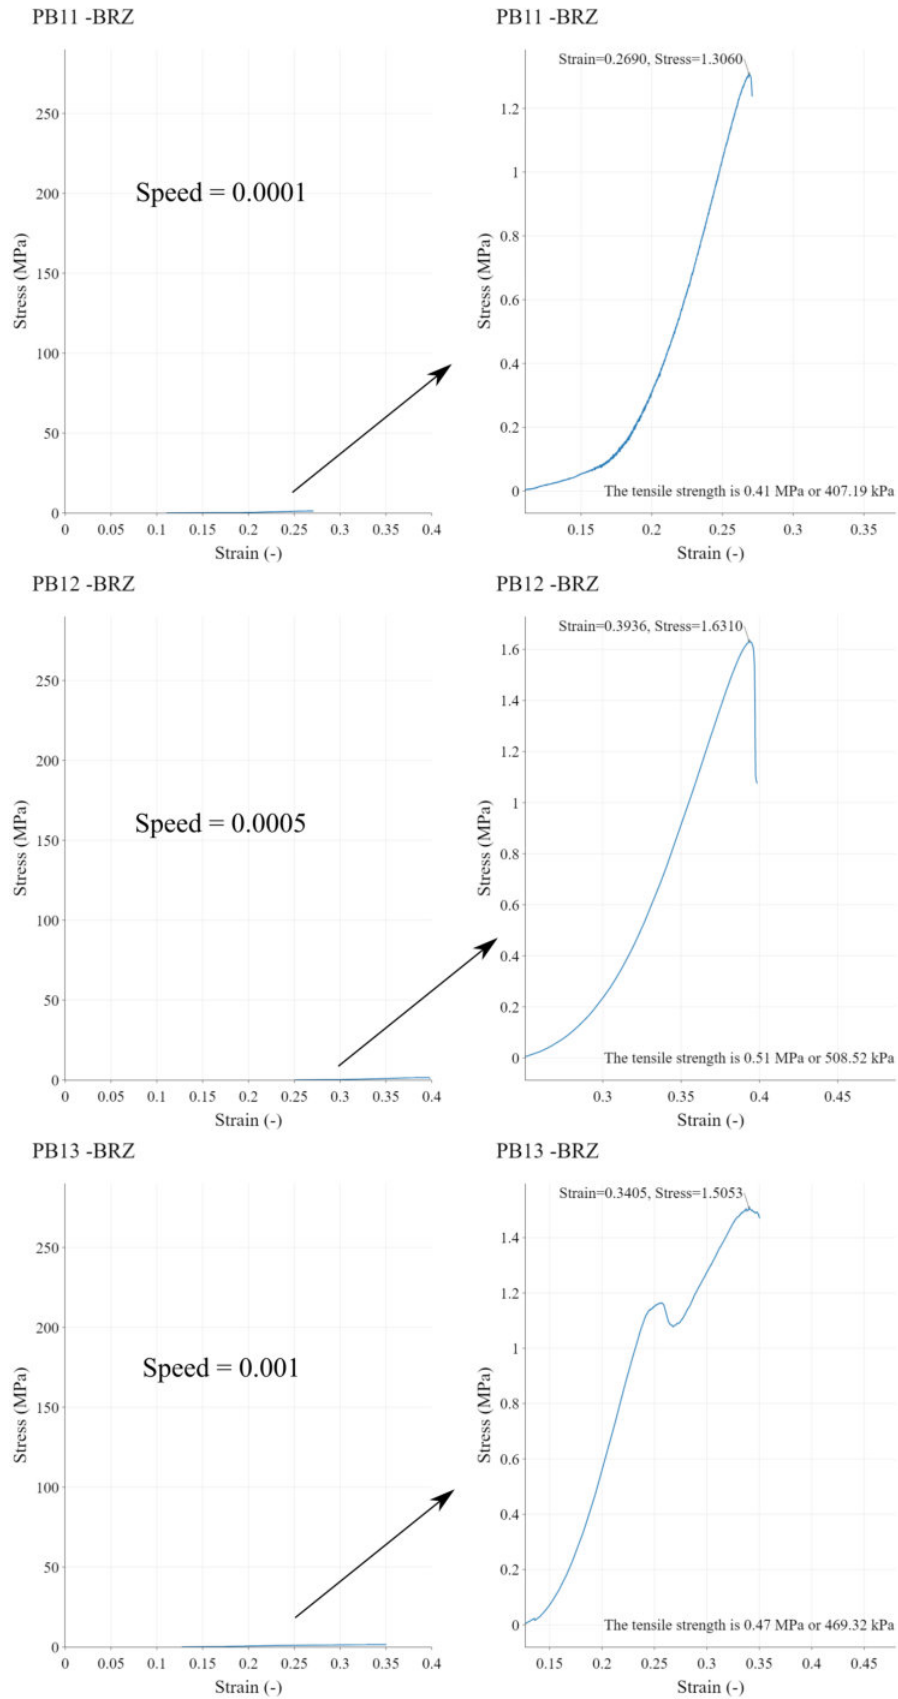 PB11 -BRZ
Stress (MPa)
250
200
150
100
50
0
Speed = 0.0001
0 0.05 0.1 0.15 0.2 0.25 0.3 0.35 0.4
Strain (-)
PB11 -BRZ
Strain=0.2690, Stress=1.3060
Stress (MPa)
1.2
1
0.8
0.6
0.4
0.2
0
The tensile strength is 0.41 MPa or 407.19 kPa
0.15 0.2 0.25 0.3 0.35
Strain (-)
PB12 -BRZ
Stress (MPa)
250
200
150
100
50
0
Speed = 0.0005
0 0.05 0.1 0.15 0.2 0.25 0.3 0.35 0.4
Strain (-)
PB12 -BRZ
Strain=0.3936, Stress=1.6310
Stress (MPa)
1.6
1.4
1.2
1
0.8
0.6
0.4
0.2
0
The tensile strength is 0.51 MPa or 508.52 kPa
0.3 0.35 0.4 0.45
Strain (-)
PB13 -BRZ
Stress (MPa)
250
200
150
100
50
0
Speed = 0.001
0 0.05 0.1 0.15 0.2 0.25 0.3 0.35 0.4
Strain (-)
PB13 -BRZ
Strain=0.3405, Stress=1.5053
Stress (MPa)
1.4
1.2
1
0.8
0.6
0.4
0.2
0
The tensile strength is 0.47 MPa or 469.32 kPa
0.15 0.2 0.25 0.3 0.35 0.4 0.45
Strain (-)